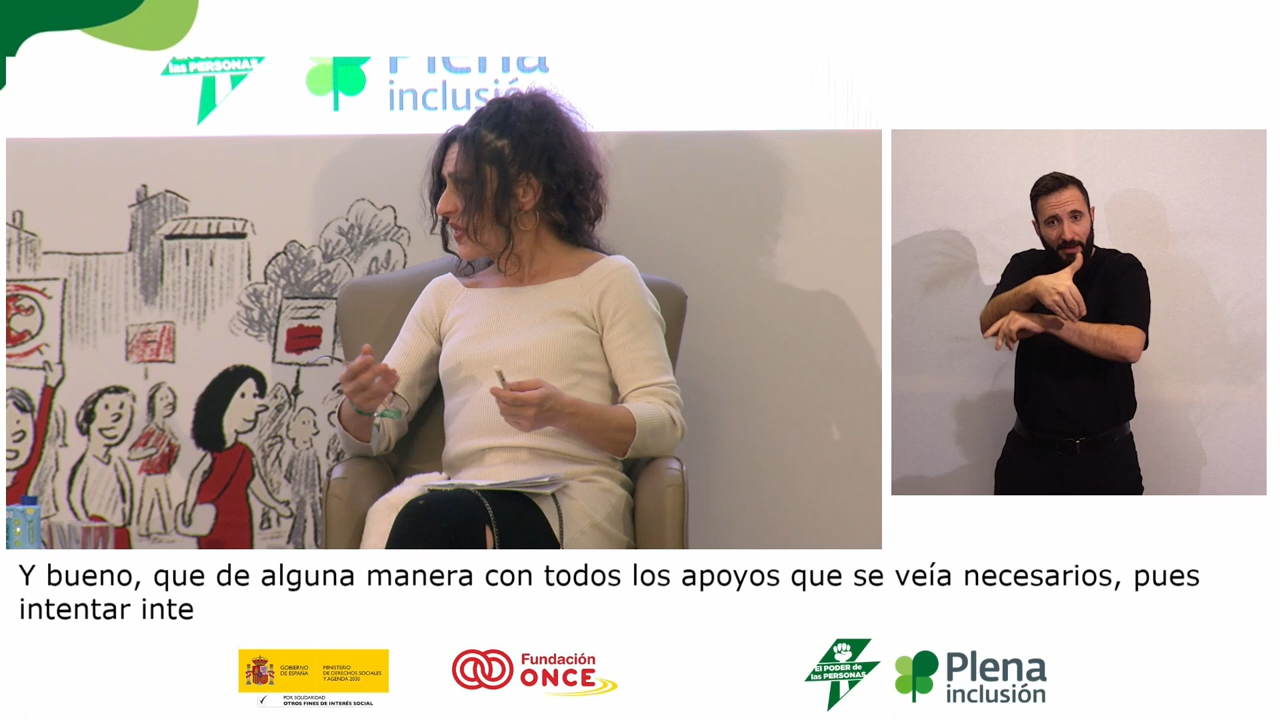 las PERSONAS
Plena
inclusión
Y bueno, que de alguna manera con todos los apoyos que se veía necesarios, pues
intentar inte
GOBIERNO
DE ESPAÑA
MINISTERIO
DE DERECHOS SOCIALES
Y AGENDA 2030
POR SOLIDARIDAD
OTROS FINES DE INTERÉS SOCIAL
Fundación
ONCE
El PODER de
las PERSONAS
Plena
inclusión